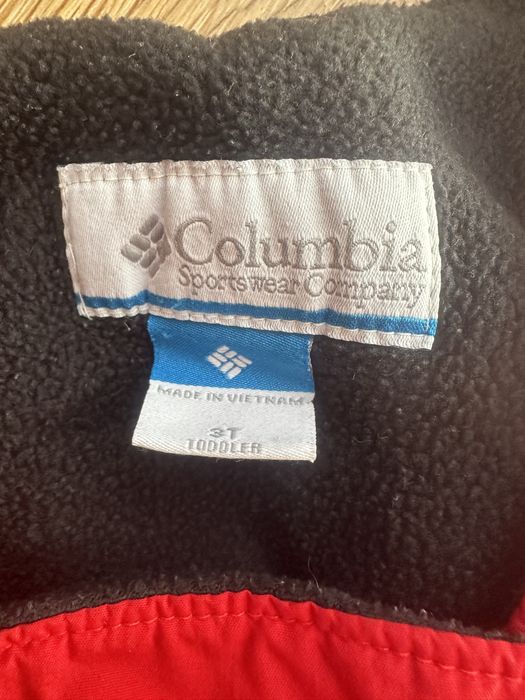 Columbia
Sportswear Company
MADE IN VIETNAM
3T
TODDLER